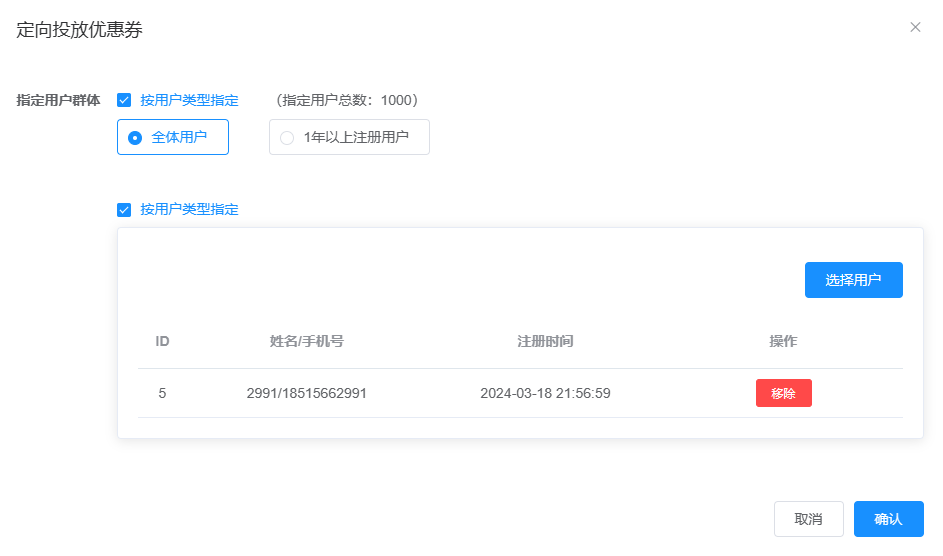 定向投放优惠券
指定用户群体 按用户类型指定 （指定用户总数：1000）
全体用户 1年以上注册用户
按用户类型指定
选择用户
ID 姓名/手机号 注册时间 操作
5 2991/18515662991 2024-03-18 21:56:59 移除
取消 确认